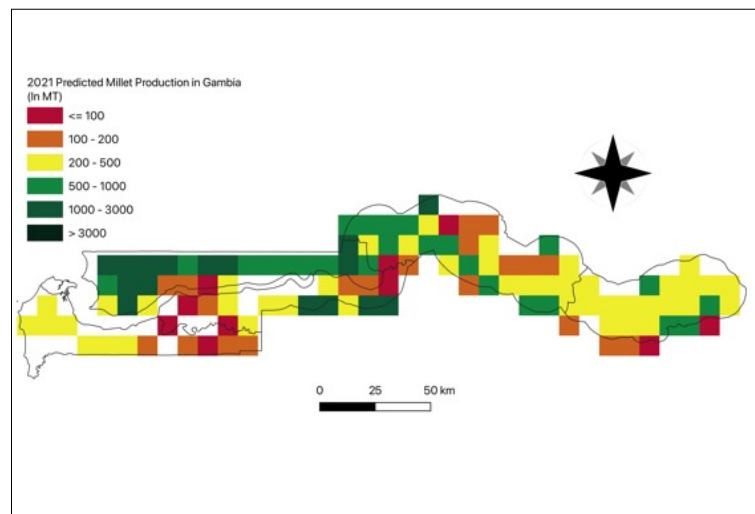 2021 Predicted Millet Production in Gambia
(In MT)
<= 100
100 - 200
200 - 500
500 - 1000
1000 - 3000
> 3000
0 25 50 km